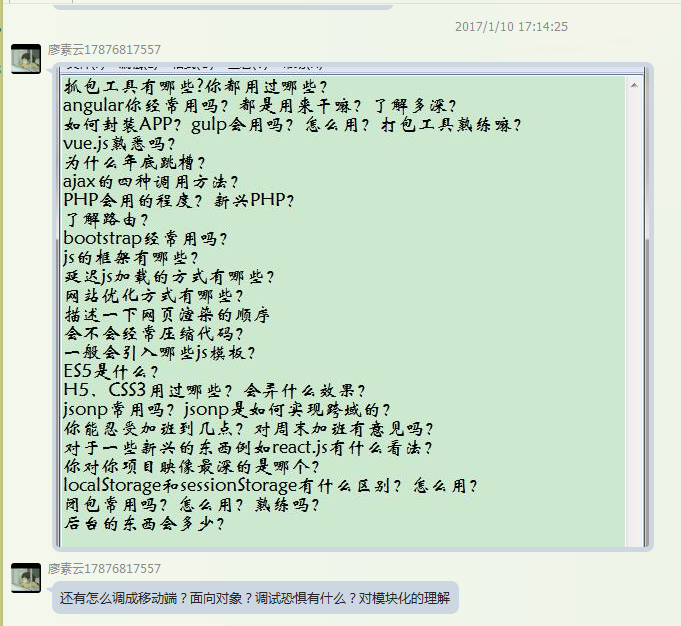 2017/1/10 17:14:25
廖素云17876817557
抓包工具有哪些?你都用过哪些?
angular你经常用吗? 都是用来干嘛? 了解多深?
如何封装APP? gulp会用吗? 怎么用? 打包工具熟练嘛?
vue.js熟悉吗?
为什么年底跳槽?
ajax的四种调用方法?
PHP会用的程度? 新兴PHP?
了解路由?
bootstrap经常用吗?
js的框架有哪些?
延迟js加载的方式有哪些?
网站优化方式有哪些?
描述一下网页渲染的顺序
会不会经常压缩代码?
一般会引入哪些js模板?
ES5是什么?
H5、CSS3用过哪些? 会弄什么效果?
jsonp常用吗? jsonp是如何实现跨域的?
你能忍受加班到几点? 对周末加班有意见吗?
对于一些新兴的东西例如react.js有什么看法?
你对你项目映像最深的是哪个?
localStorage和sessionStorage有什么区别? 怎么用?
闭包常用吗? 怎么用? 熟练吗?
后台的东西会多少?
廖素云17876817557
还有怎么调成移动端？面向对象？调试恐惧有什么？对模块化的理解